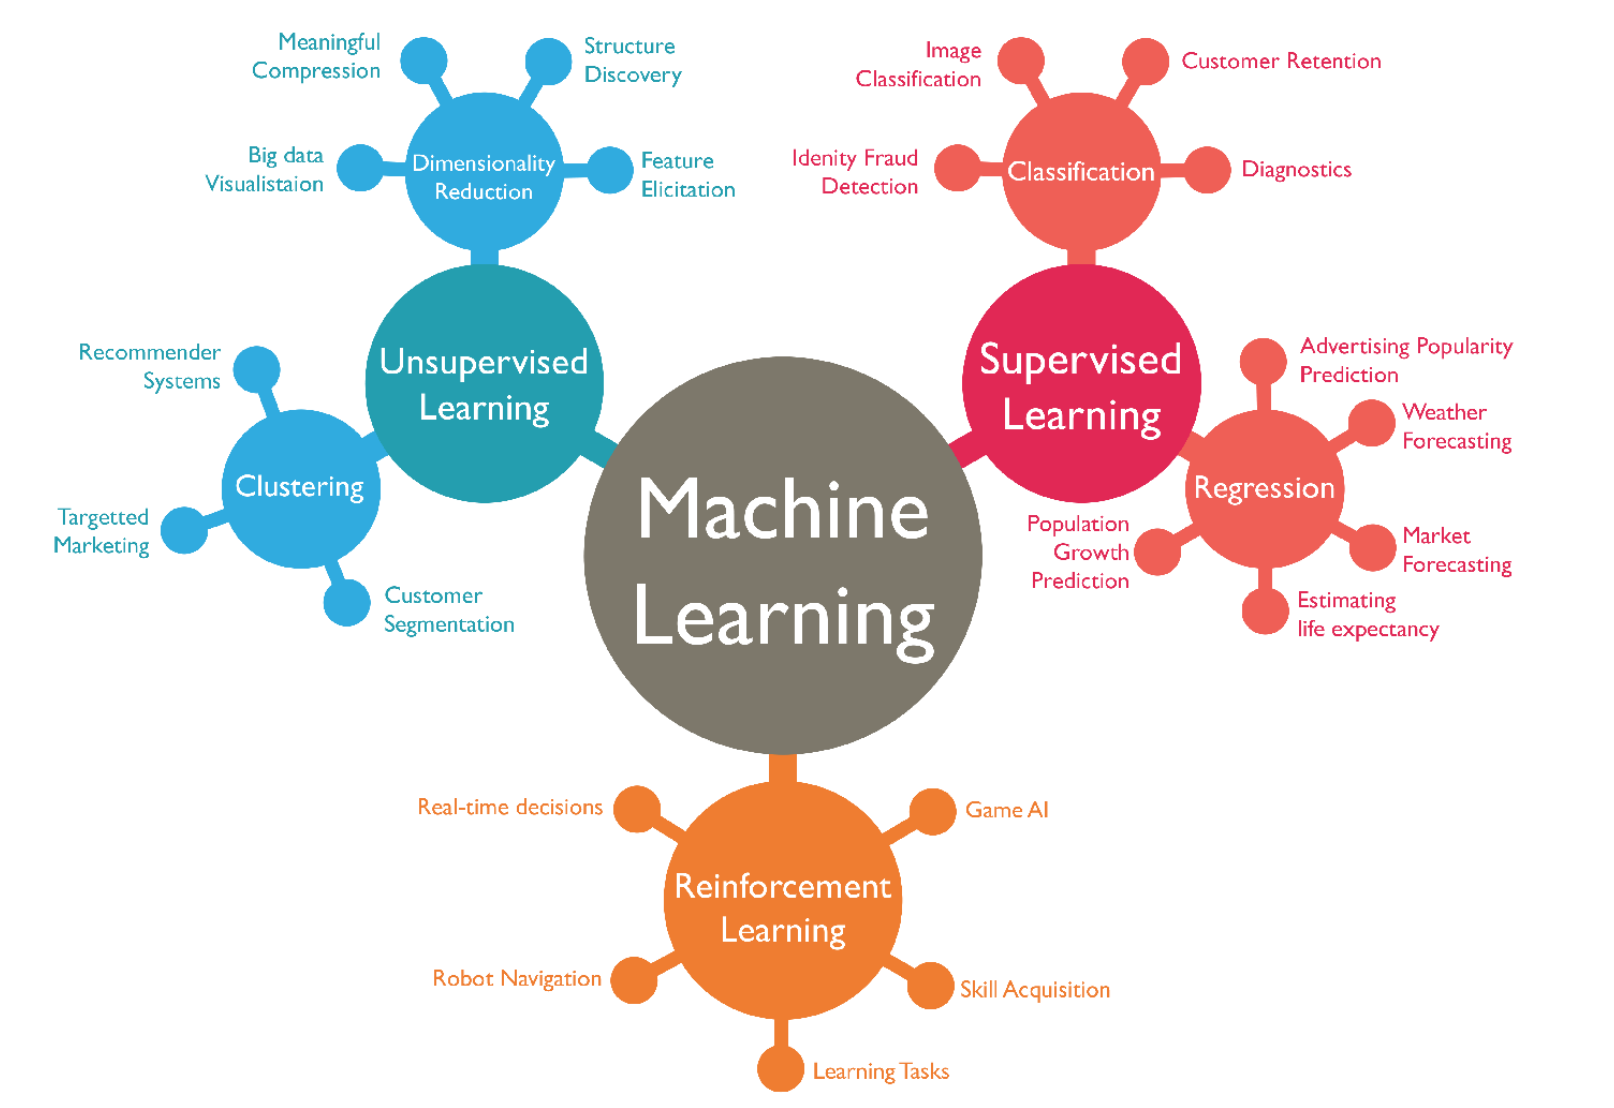 Meaningful
Compression
Structure
Discovery
Big data
Visualistaion
Dimensionality
Reduction
Feature
Elicitation
Image
Classification
Customer Retention
Idenity Fraud
Detection
Classification
Diagnostics
Unsupervised
Learning
Supervised
Learning
Recommender
Systems
Clustering
Targetted
Marketing
Customer
Segmentation
Machine
Learning
Advertising Popularity
Prediction
Weather
Forecasting
Regression
Population
Growth
Prediction
Market
Forecasting
Estimating
life expectancy
Real-time decisions
Game AI
Reinforcement
Learning
Robot Navigation
Skill Acquisition
Learning Tasks